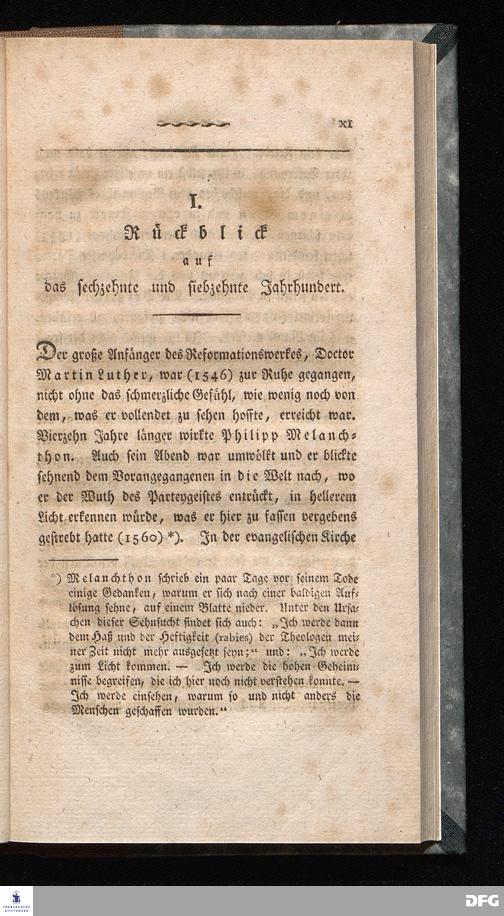 XI
I.
Rückblick
auf
das sechzehnte und siebzehnte Jahrhundert.
Der große Anfänger des Reformationswerkes, Doctor
Martin Luther, war (1546) zur Ruhe gegangen,
nicht ohne das schmerzliche Gefühl, wie wenig noch von
dem, was er vollendet zu sehen hoffte, erreicht war.
Vierzehn Jahre länger wirkte Philipp Melanch-
thon. Auch sein Abend war umwölkt und er blickte
sehnend dem Vorangegangenen in die Welt nach, wo
er der Wuth des Parteygeistes entrückt, in hellerem
Licht erkennen würde, was er hier zu fassen vergebens
gestrebt hatte (1560) *). In der evangelischen Kirche
*) Melanchthon schrieb ein paar Tage vor seinem Tode
einige Gedanken, warum er sich nach einer baldigen Auf-
lösung sehne, auf einem Blatte nieder. Unter den Ursa-
chen dieser Sehnsucht findet sich auch: „Ich werde dann
dem Haß und der Heftigkeit (rabies) der Theologen mei-
ner Zeit nicht mehr ausgesetzt seyn;“ und: „Ich werde
zum Licht kommen. — Ich werde die hohen Geheim-
nisse begreifen, die ich hier noch nicht verstehen konnte. —
Ich werde einsehen, warum so und nicht anders die
Menschen geschaffen wurden.“
DFG